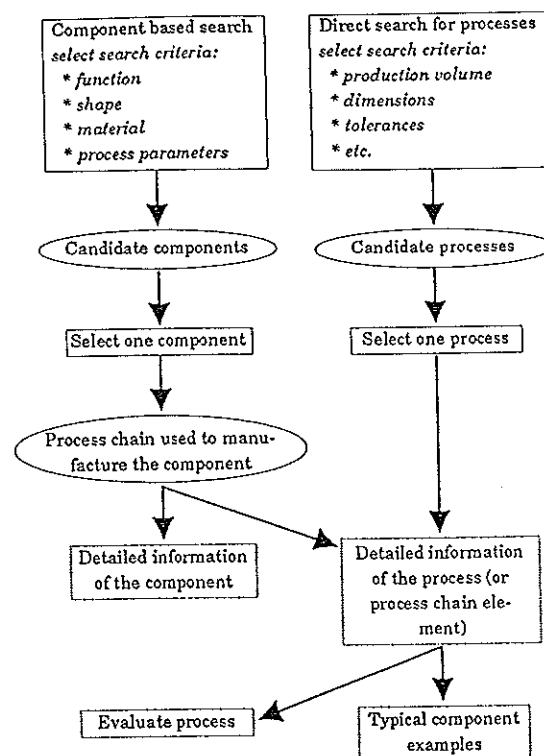 Component based search
select search criteria:
* function
* shape
* material
* process parameters
Direct search for processes
select search criteria:
* production volume
* dimensions
* tolerances
* etc.
Candidate components
Candidate processes
Select one component
Select one process
Process chain used to manu-
facture the component
Detailed information
of the component
Detailed information
of the process (or
process chain ele-
ment)
Evaluate process
Typical component
examples